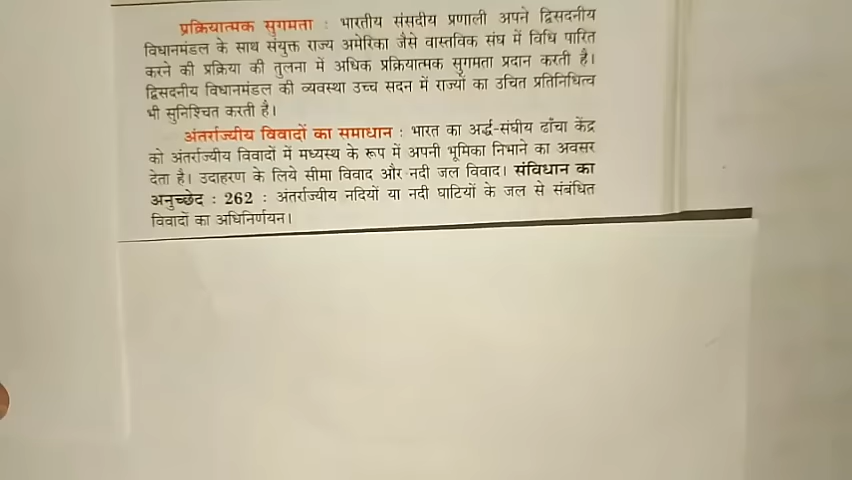 प्रक्रियात्मक सुगमता : भारतीय संसदीय प्रणाली अपने द्विसदनीय
विधानमंडल के साथ संयुक्त राज्य अमेरिका जैसे वास्तविक संघ में विधि पारित
करने की प्रक्रिया की तुलना में अधिक प्रक्रियात्मक सुगमता प्रदान करती है।
द्विसदनीय विधानमंडल की व्यवस्था उच्च सदन में राज्यों का उचित प्रतिनिधित्व
भी सुनिश्चित करती है।
अंतर्राज्यीय विवादों का समाधान : भारत का अर्द्ध-संघीय ढाँचा केंद्र
को अंतर्राज्यीय विवादों में मध्यस्थ के रूप में अपनी भूमिका निभाने का अवसर
देता है। उदाहरण के लिये सीमा विवाद और नदी जल विवाद। संविधान का
अनुच्छेद : 262 : अंतर्राज्यीय नदियों या नदी घाटियों के जल से संबंधित
विवादों का अधिनिर्णयन।